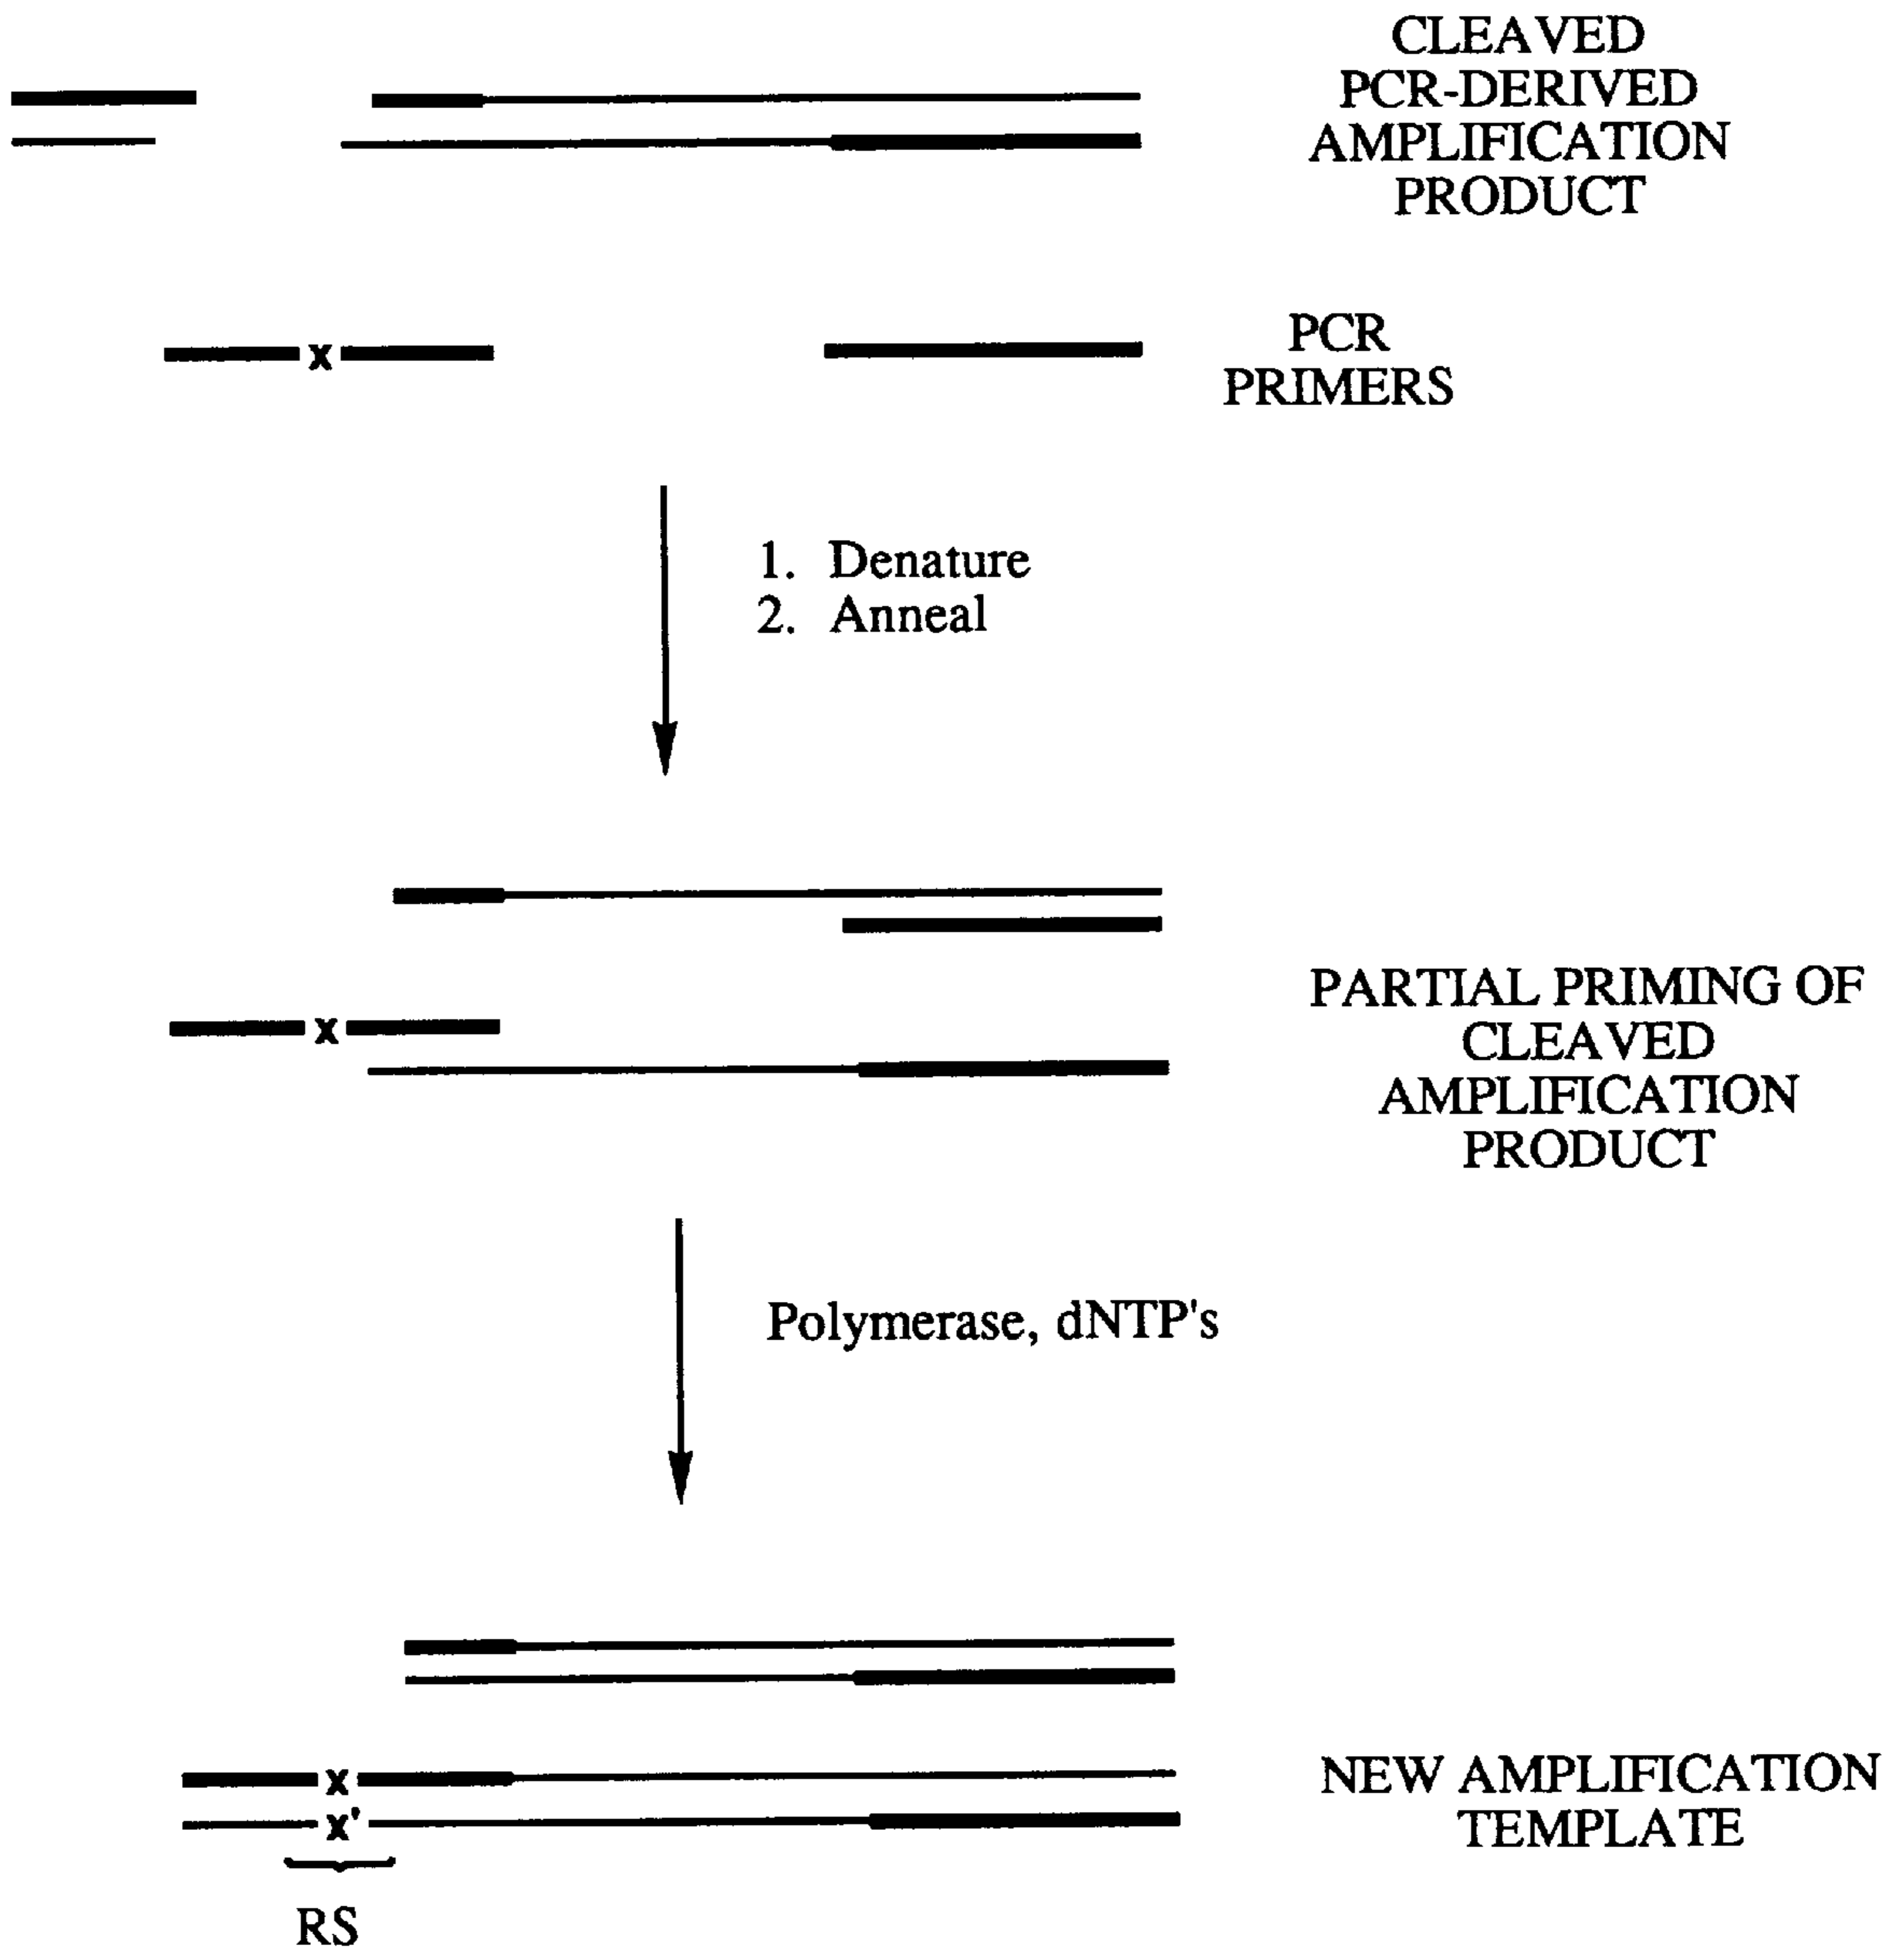 CLEAVED
PCR-DERIVED
AMPLIFICATION
PRODUCT
x
PCR
PRIMERS
1. Denature
2. Anneal
x
PARTIAL PRIMING OF
CLEAVED
AMPLIFICATION
PRODUCT
Polymerase, dNTP's
x
x'
NEW AMPLIFICATION
TEMPLATE
RS